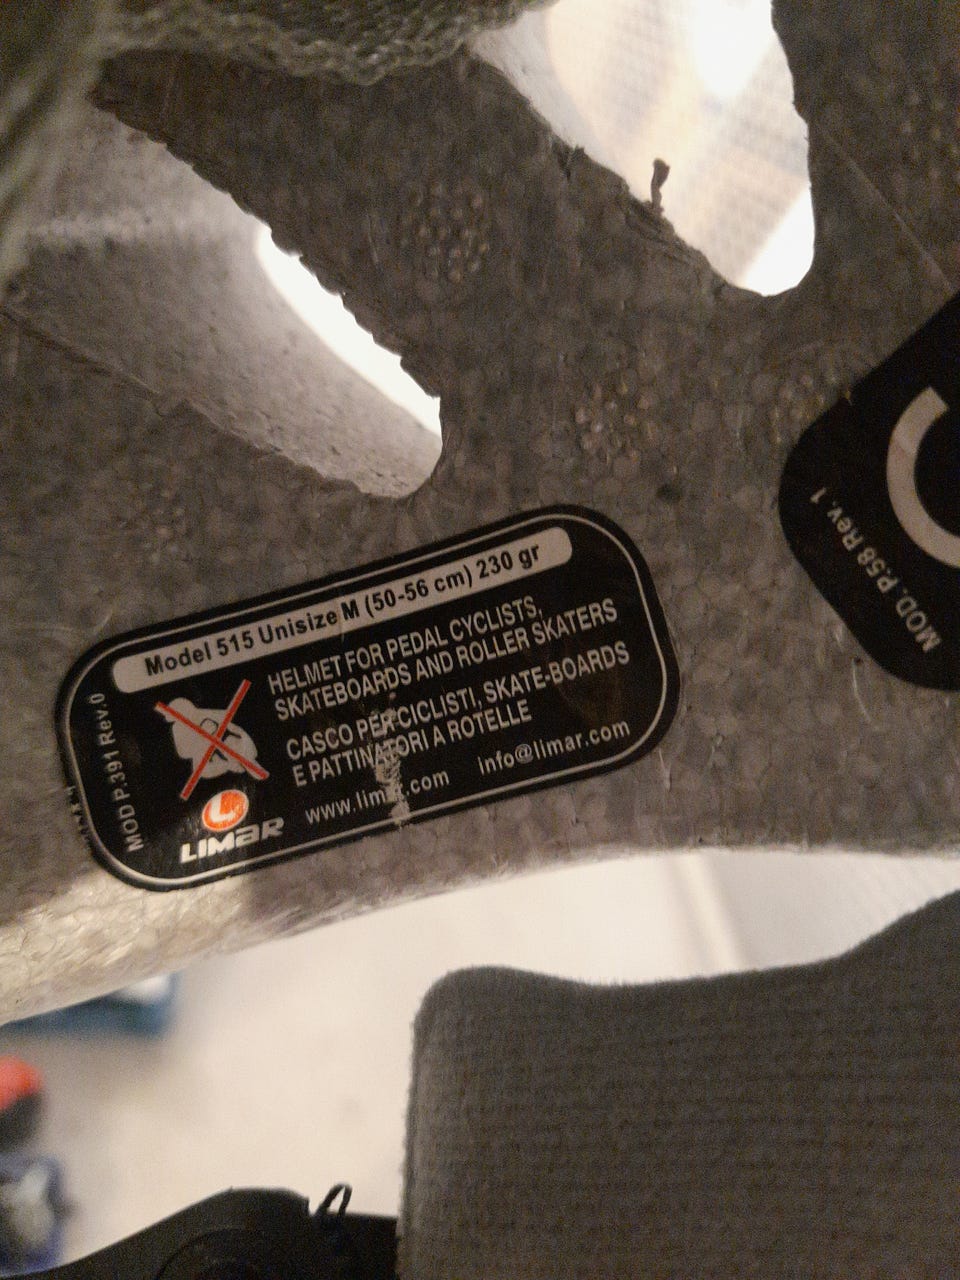 Model 515 Unisize M (50-56 cm) 230 gr
HELMET FOR PEDAL CYCLISTS,
SKATEBOARDS AND ROLLER SKATERS
CASCO PER CICLISTI, SKATE-BOARDS
E PATTINATORI A ROTELLE
www.limar.com info@limar.com
LIMAR
MOD P.391 Rev.0
MOD. P.58 Rev. 1